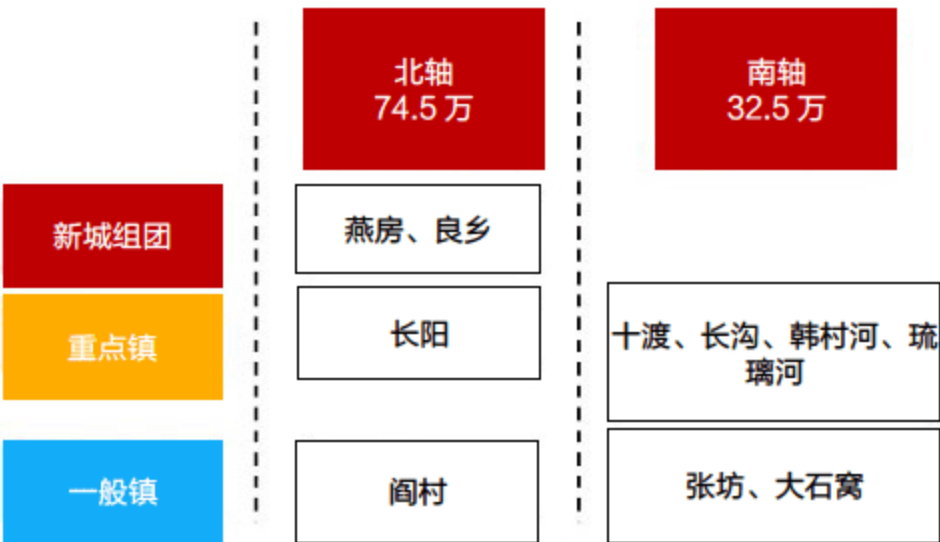 北轴
74.5 万
南轴
32.5 万
新城组团
燕房、良乡
重点镇
长阳
十渡、长沟、韩村河、琉
璃河
一般镇
阎村
张坊、大石窝